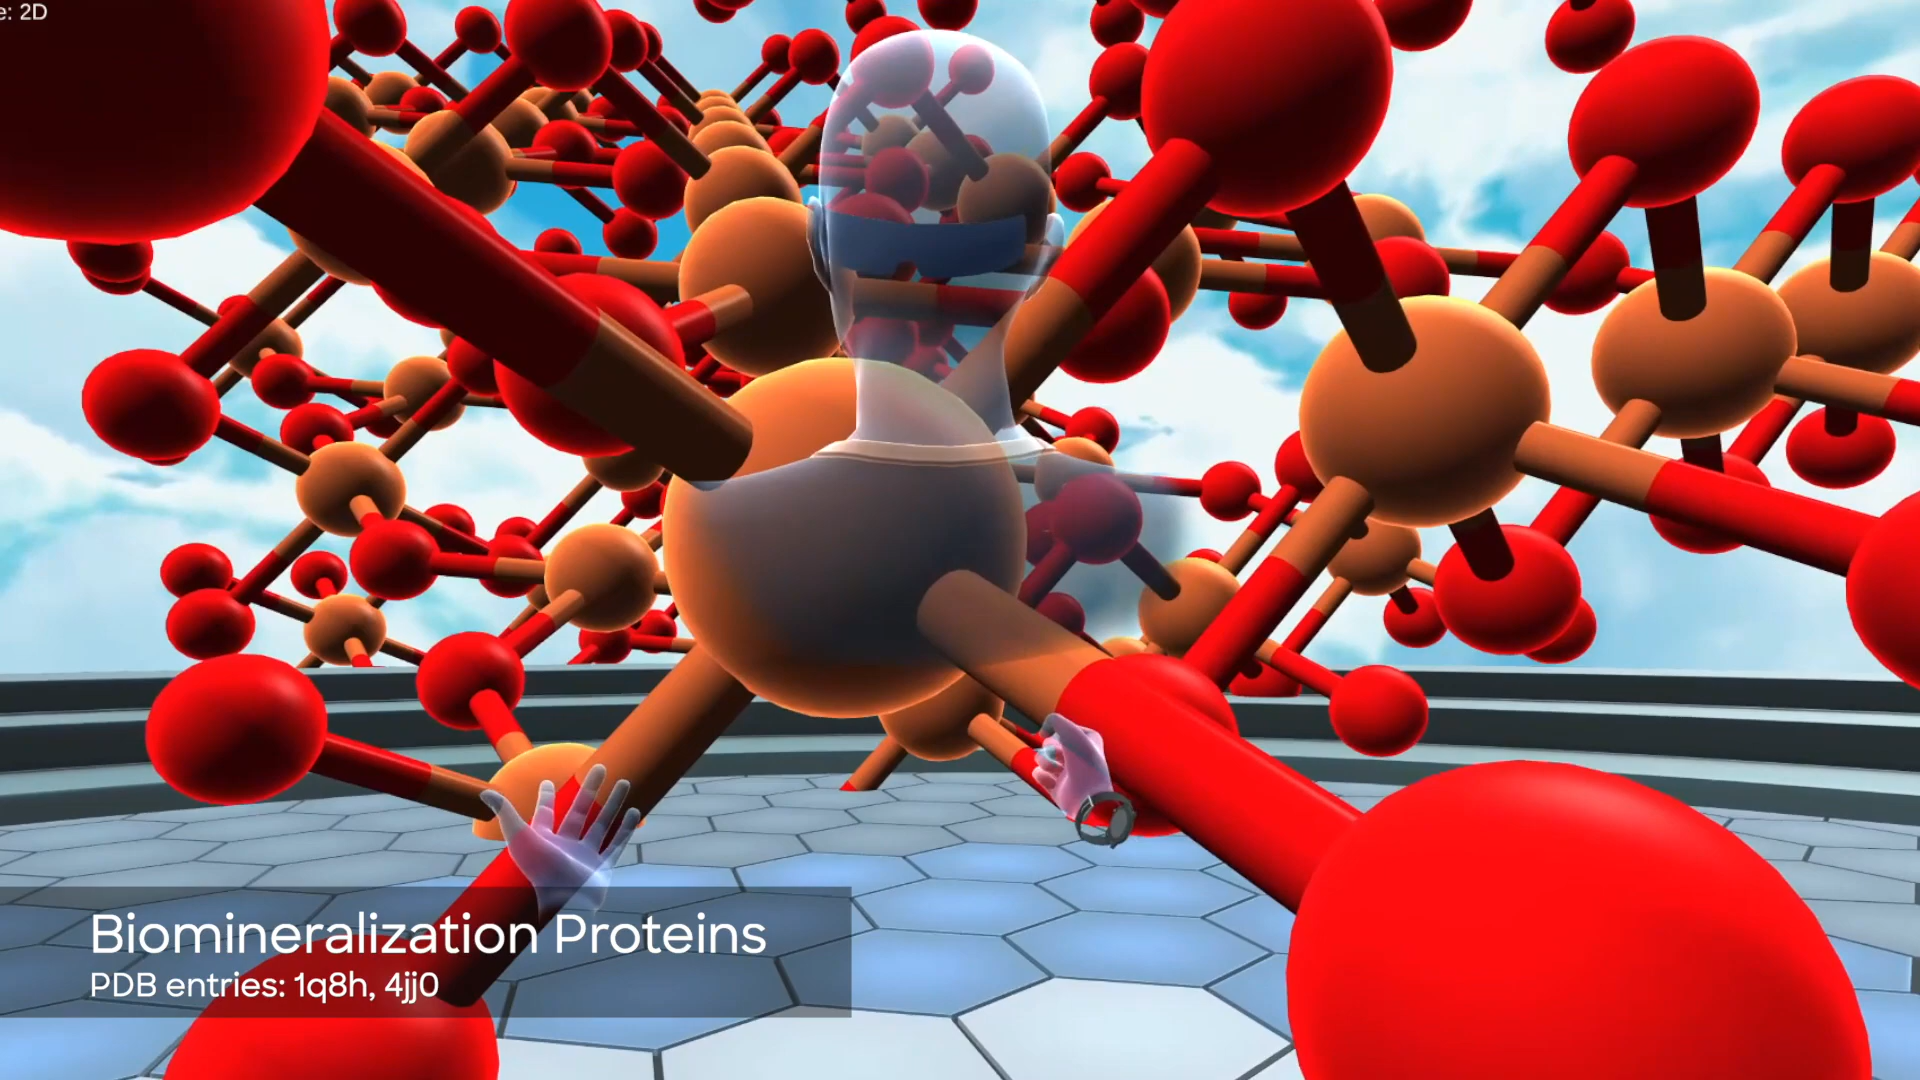 e: 2D
Biomineralization Proteins
PDB entries: 1q8h, 4jj0